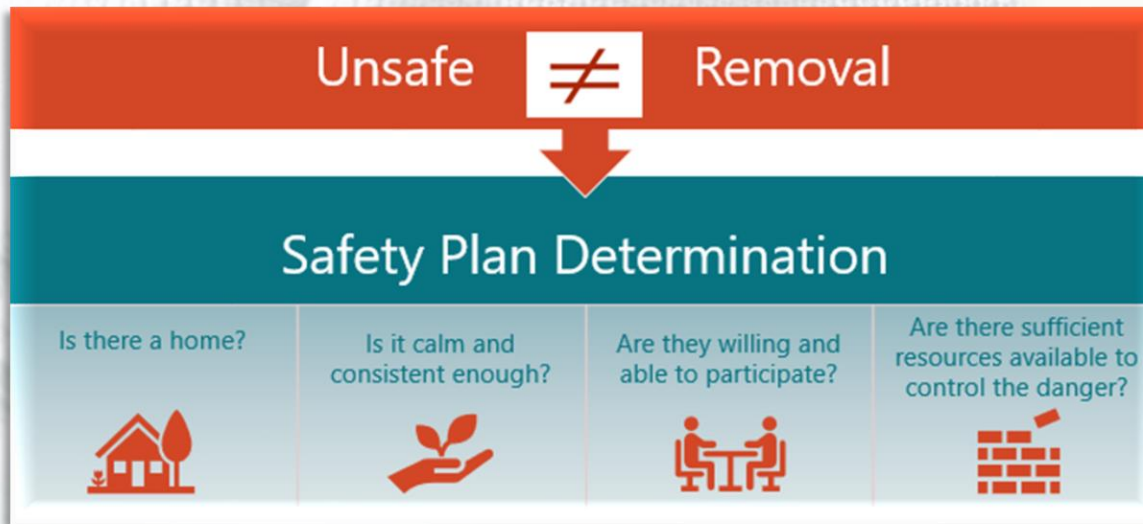 Unsafe ≠ Removal
Safety Plan Determination
Is there a home?
Is it calm and
consistent enough?
Are they willing and
able to participate?
Are there sufficient
resources available to
control the danger?